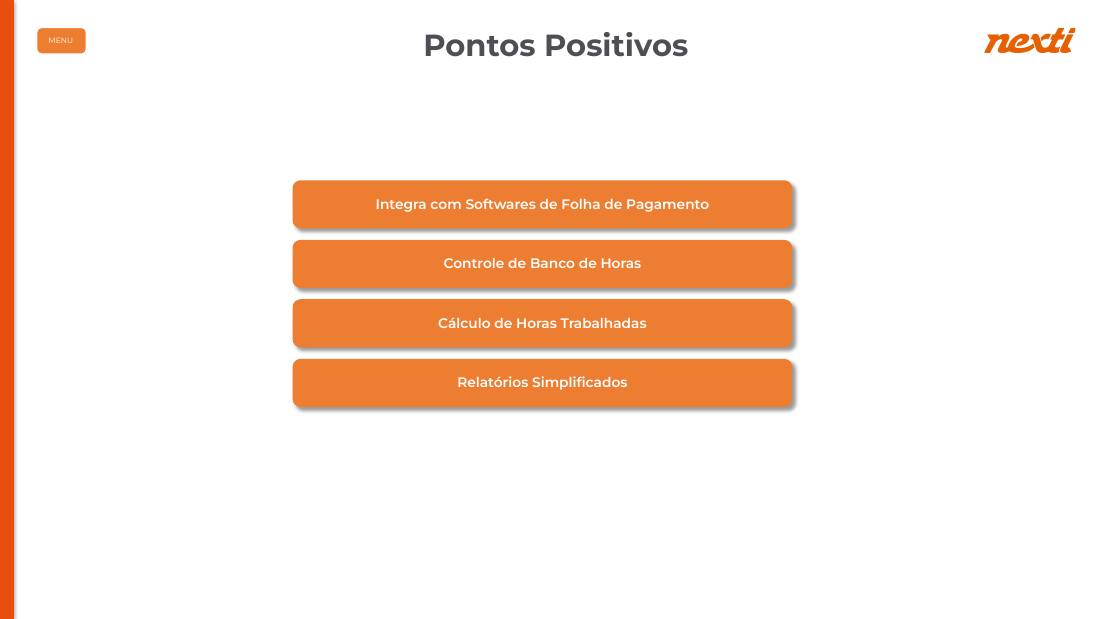 MENU
Pontos Positivos
nexti
Integra com Softwares de Folha de Pagamento
Controle de Banco de Horas
Cálculo de Horas Trabalhadas
Relatórios Simplificados